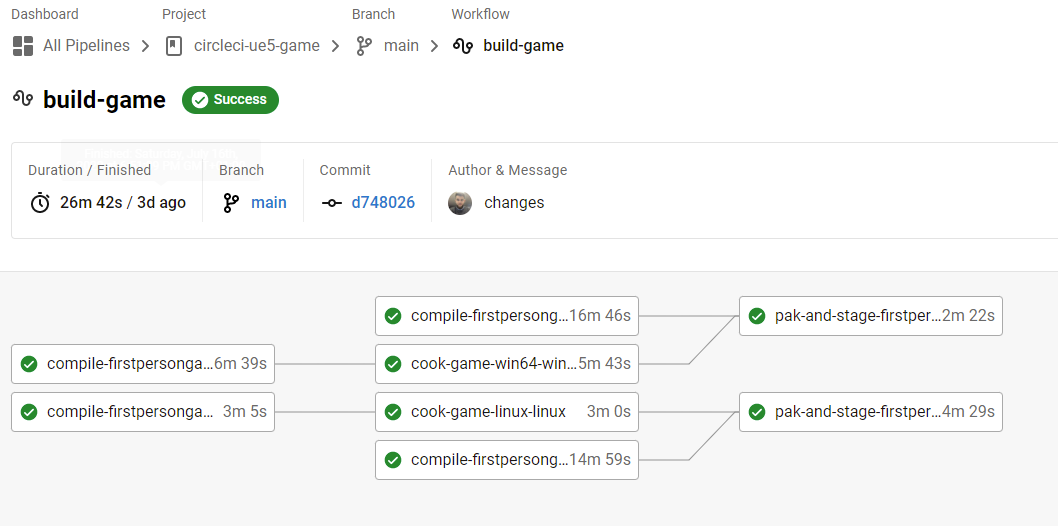 Dashboard Project Branch Workflow
All Pipelines circleci-ue5-game main build-game
build-game Success
Duration / Finished Branch Commit Author & Message
26m 42s / 3d ago main d748026 changes
compile-firstpersong...16m 46s pak-and-stage-firstper...2m 22s
compile-firstpersonga...6m 39s cook-game-win64-win...5m 43s
compile-firstpersonga... 3m 5s cook-game-linux-linux 3m 0s pak-and-stage-firstper...4m 29s
compile-firstpersong...14m 59s